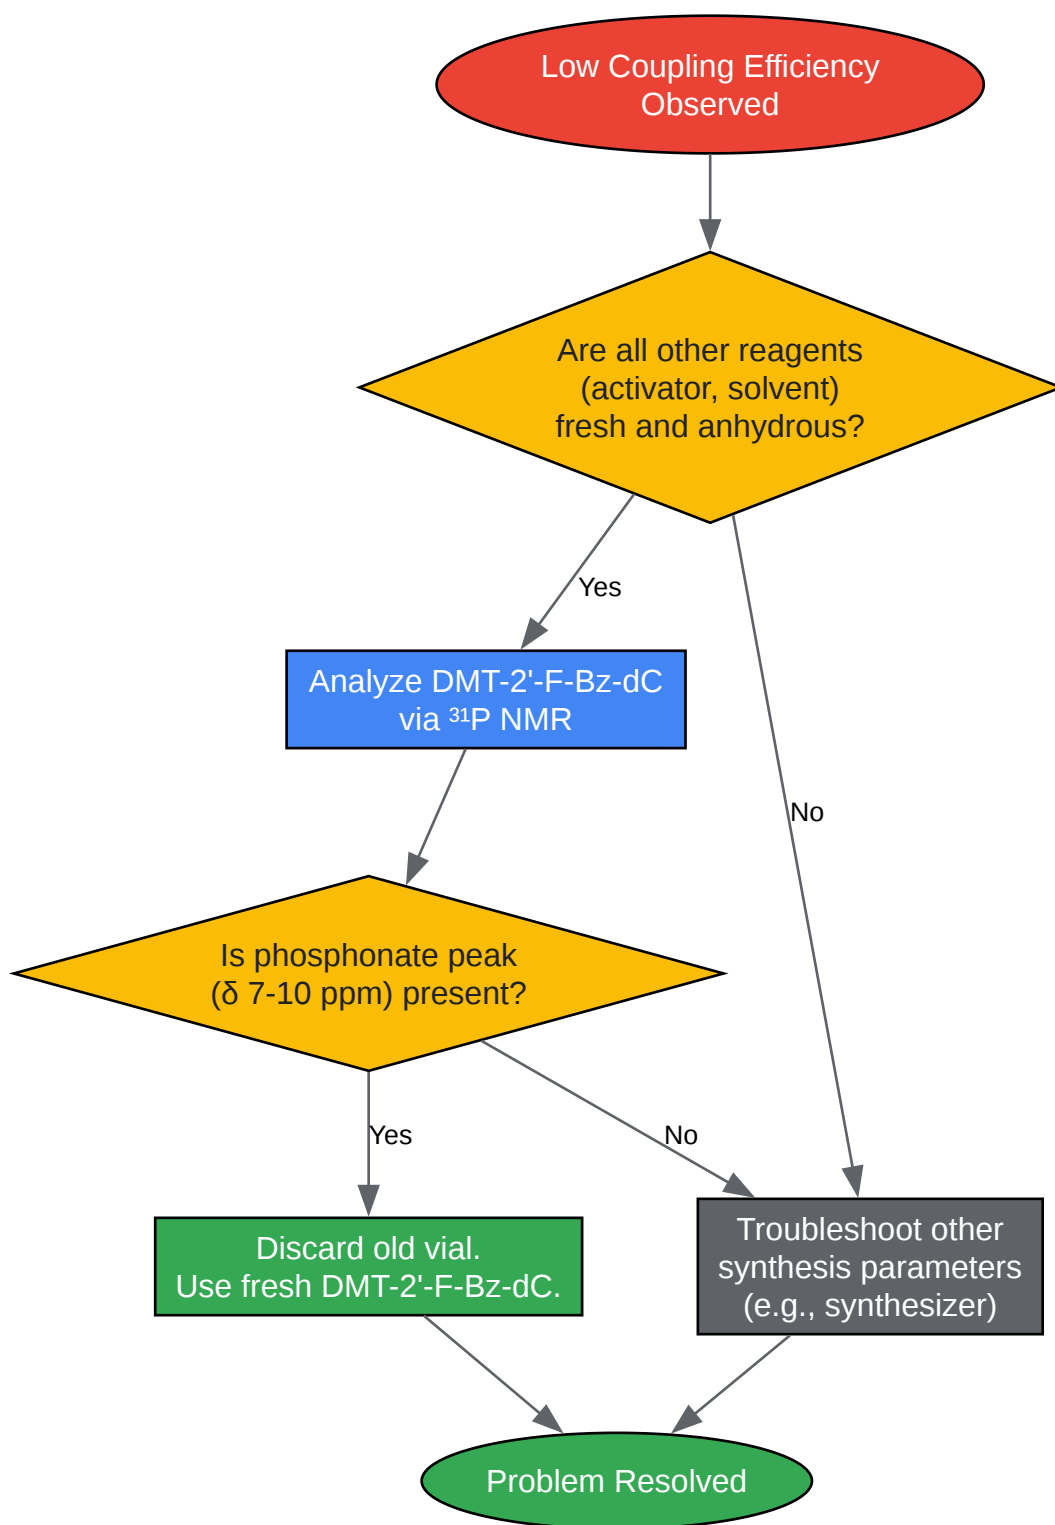 Low Coupling Efficiency
Observed
Are all other reagents
(activator, solvent)
fresh and anhydrous?
Yes
Analyze DMT-2'-F-Bz-dC
via ³¹P NMR
No
Is phosphonate peak
(δ 7-10 ppm) present?
Yes
No
Discard old vial.
Use fresh DMT-2'-F-Bz-dC.
Troubleshoot other
synthesis parameters
(e.g., synthesizer)
Problem Resolved